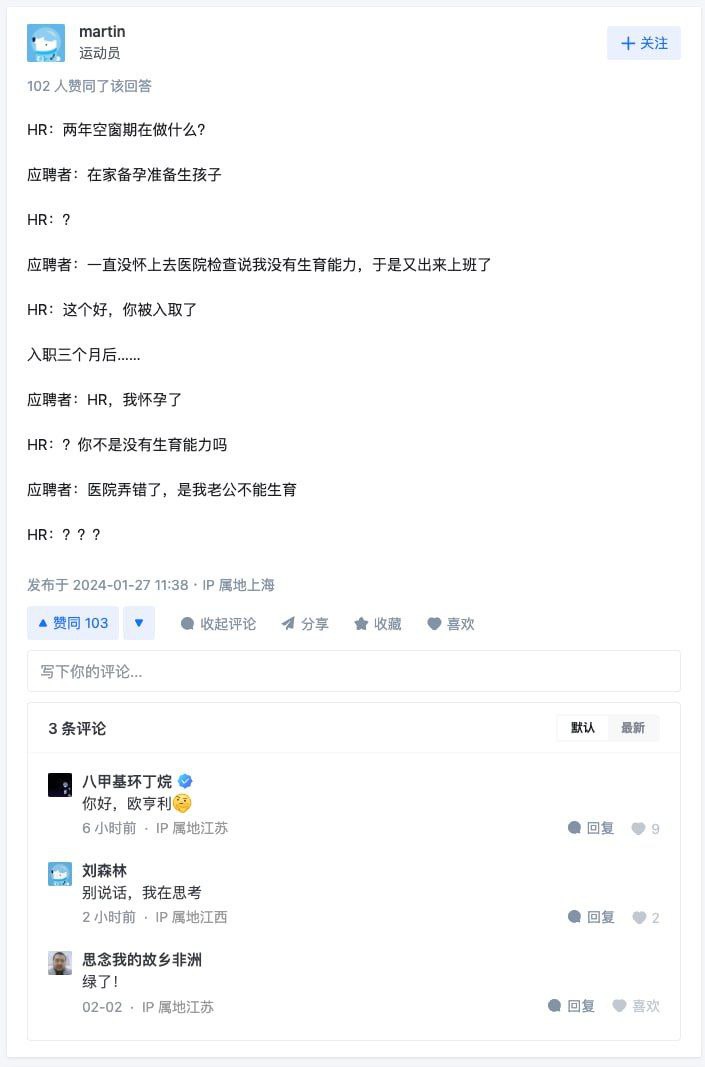 martin
运动员
+ 关注
102 人赞同了该回答
HR：两年空窗期在做什么？
应聘者：在家备孕准备生孩子
HR：？
应聘者：一直没怀上去医院检查说我没有生育能力，于是又出来上班了
HR：这个好，你被入取了
入职三个月后……
应聘者：HR，我怀孕了
HR：？你不是没有生育能力吗
应聘者：医院弄错了，是我老公不能生育
HR：？？？
发布于 2024-01-27 11:38 · IP 属地上海
赞同 103 收起评论 分享 收藏 喜欢
写下你的评论...
3 条评论 默认 最新
八甲基环丁烷
你好，欧亨利🤔
6 小时前 · IP 属地江苏 回复 9
刘森林
别说话，我在思考
2 小时前 · IP 属地江西 回复 2
思念我的故乡非洲
绿了！
02-02 · IP 属地江苏 回复 喜欢